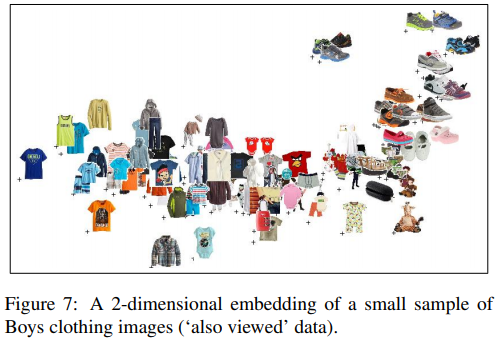 Figure 7: A 2-dimensional embedding of a small sample of
Boys clothing images (‘also viewed’ data).